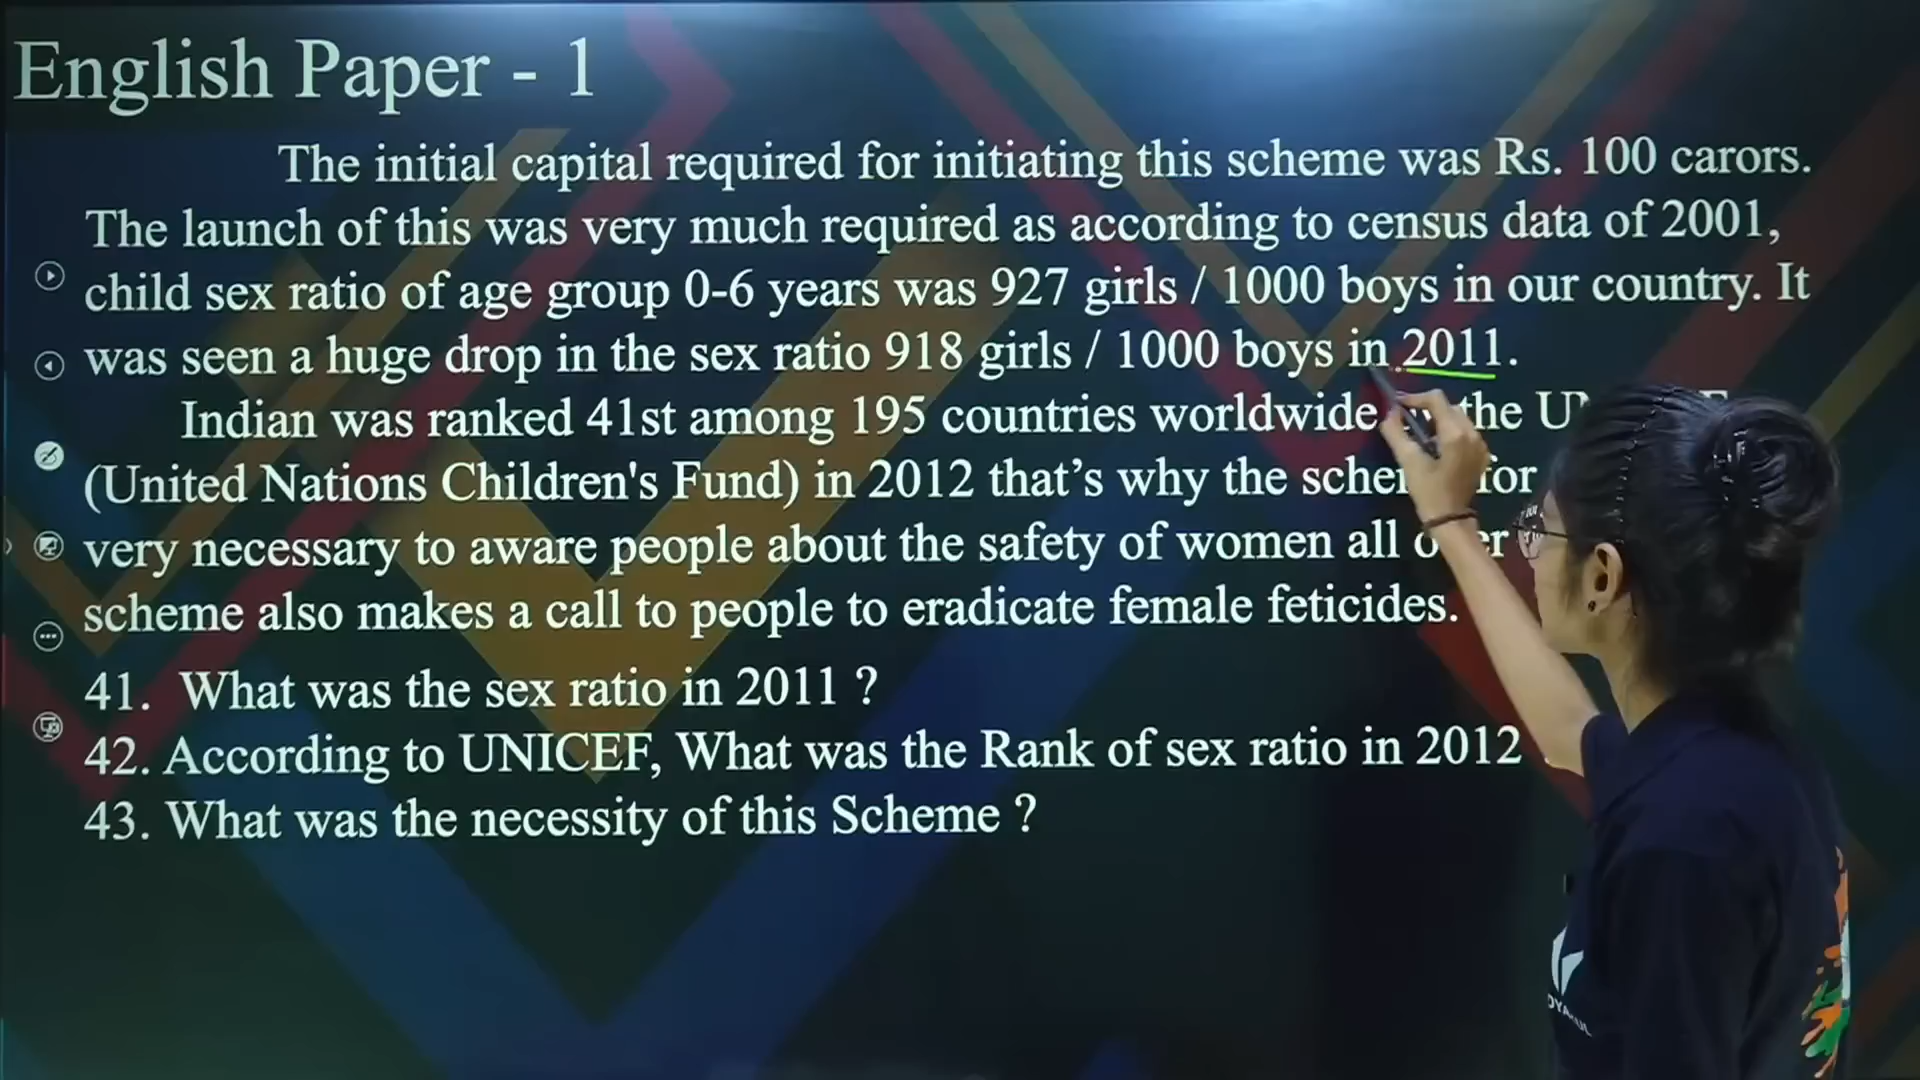 English Paper - 1
The initial capital required for initiating this scheme was Rs. 100 carors.
The launch of this was very much required as according to census data of 2001,
child sex ratio of age group 0-6 years was 927 girls / 1000 boys in our country. It
was seen a huge drop in the sex ratio 918 girls / 1000 boys in 2011.
Indian was ranked 41st among 195 countries worldwide the
(United Nations Children's Fund) in 2012 that’s why the for
very necessary to aware people about the safety of women all
scheme also makes a call to people to eradicate female feticides.
41. What was the sex ratio in 2011 ?
42. According to UNICEF, What was the Rank of sex ratio in 2012
43. What was the necessity of this Scheme ?